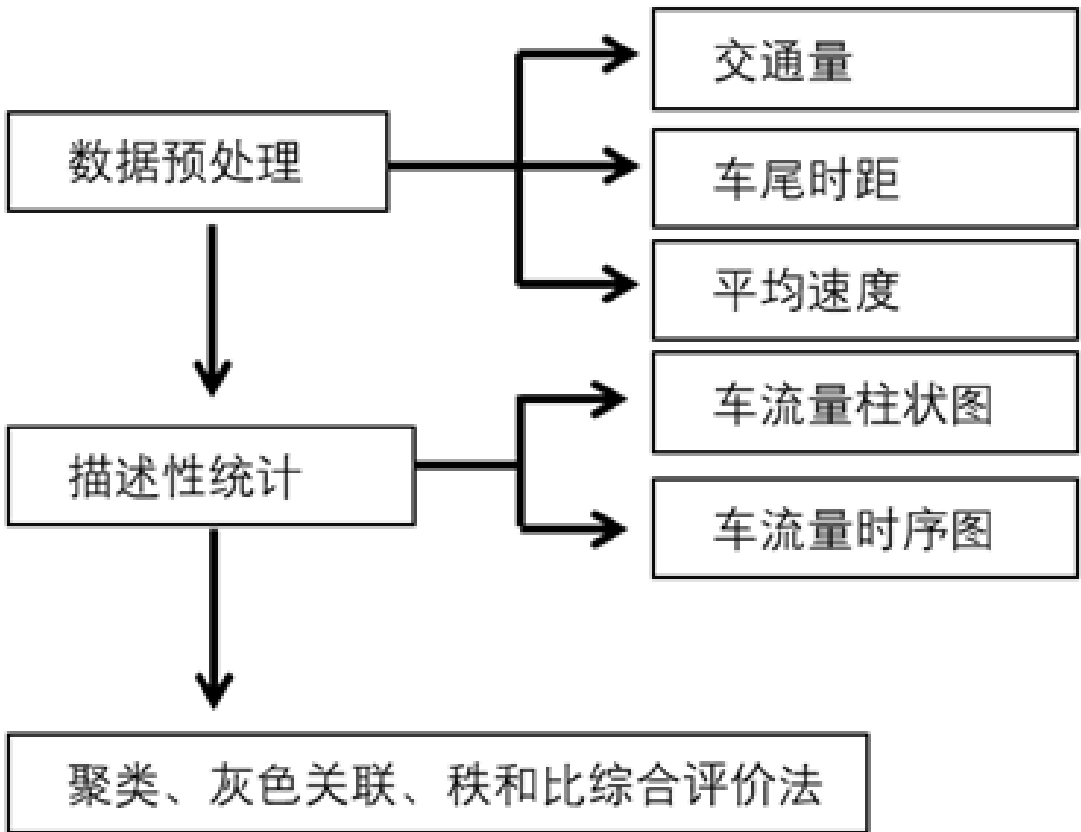 交通量
数据预处理
车尾时距
平均速度
车流量柱状图
描述性统计
车流量时序图
聚类、灰色关联、秩和比综合评价法